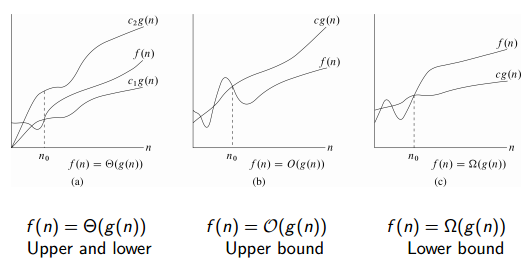 c₂g(n)
f(n)
c₁g(n)
n
n₀
f(n) = Θ(g(n))
(a)
cg(n)
f(n)
n
n₀
f(n) = O(g(n))
(b)
f(n)
cg(n)
n
n₀
f(n) = Ω(g(n))
(c)
f(n) = Θ(g(n))
Upper and lower
f(n) = 𝒪(g(n))
Upper bound
f(n) = Ω(g(n))
Lower bound